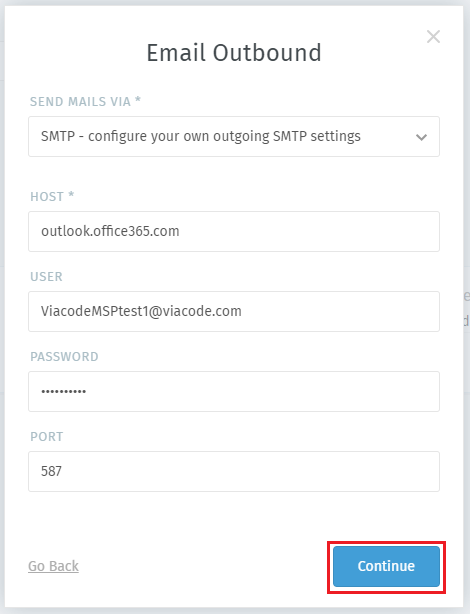 Email Outbound
SEND MAILS VIA *
SMTP - configure your own outgoing SMTP settings
HOST *
outlook.office365.com
USER
ViacodeMSPtest1@viacode.com
PASSWORD
••••••••••
PORT
587
Go Back
Continue